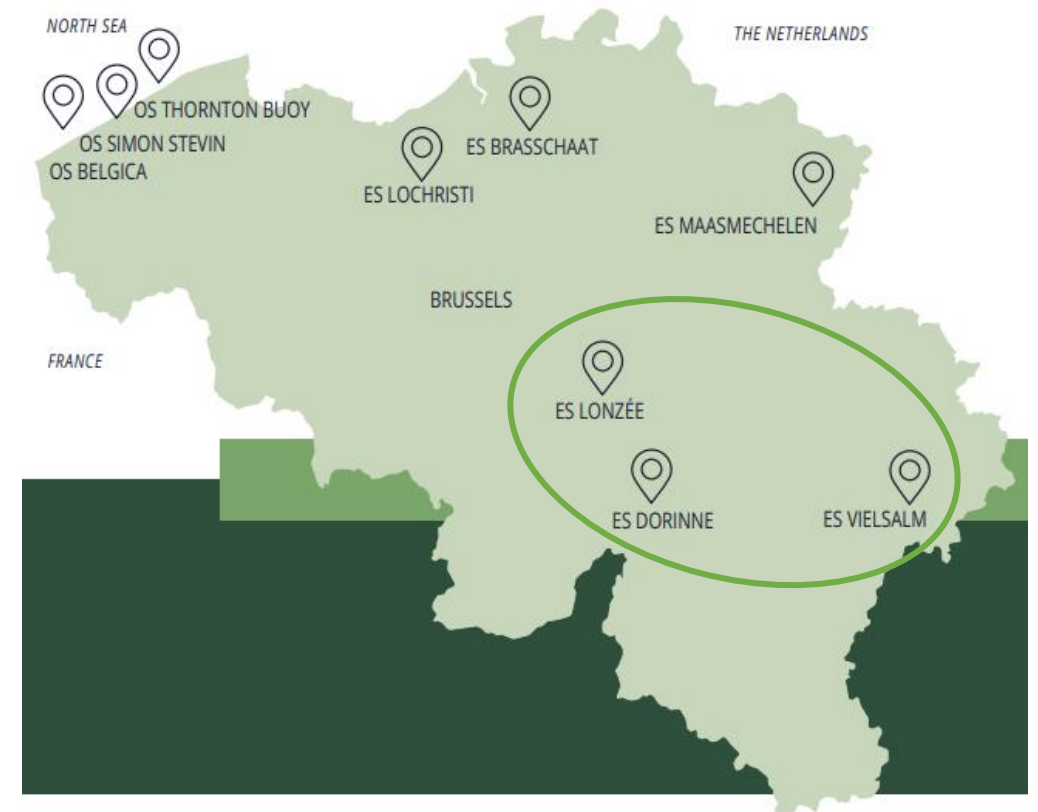 NORTH SEA
THE NETHERLANDS
OS THORNTON BUOY
OS SIMON STEVIN
OS BELGICA
ES BRASSCHAAT
ES LOCHRISTI
ES MAASMECHELEN
BRUSSELS
FRANCE
ES LONZÉE
ES DORINNE
ES VIELSALM